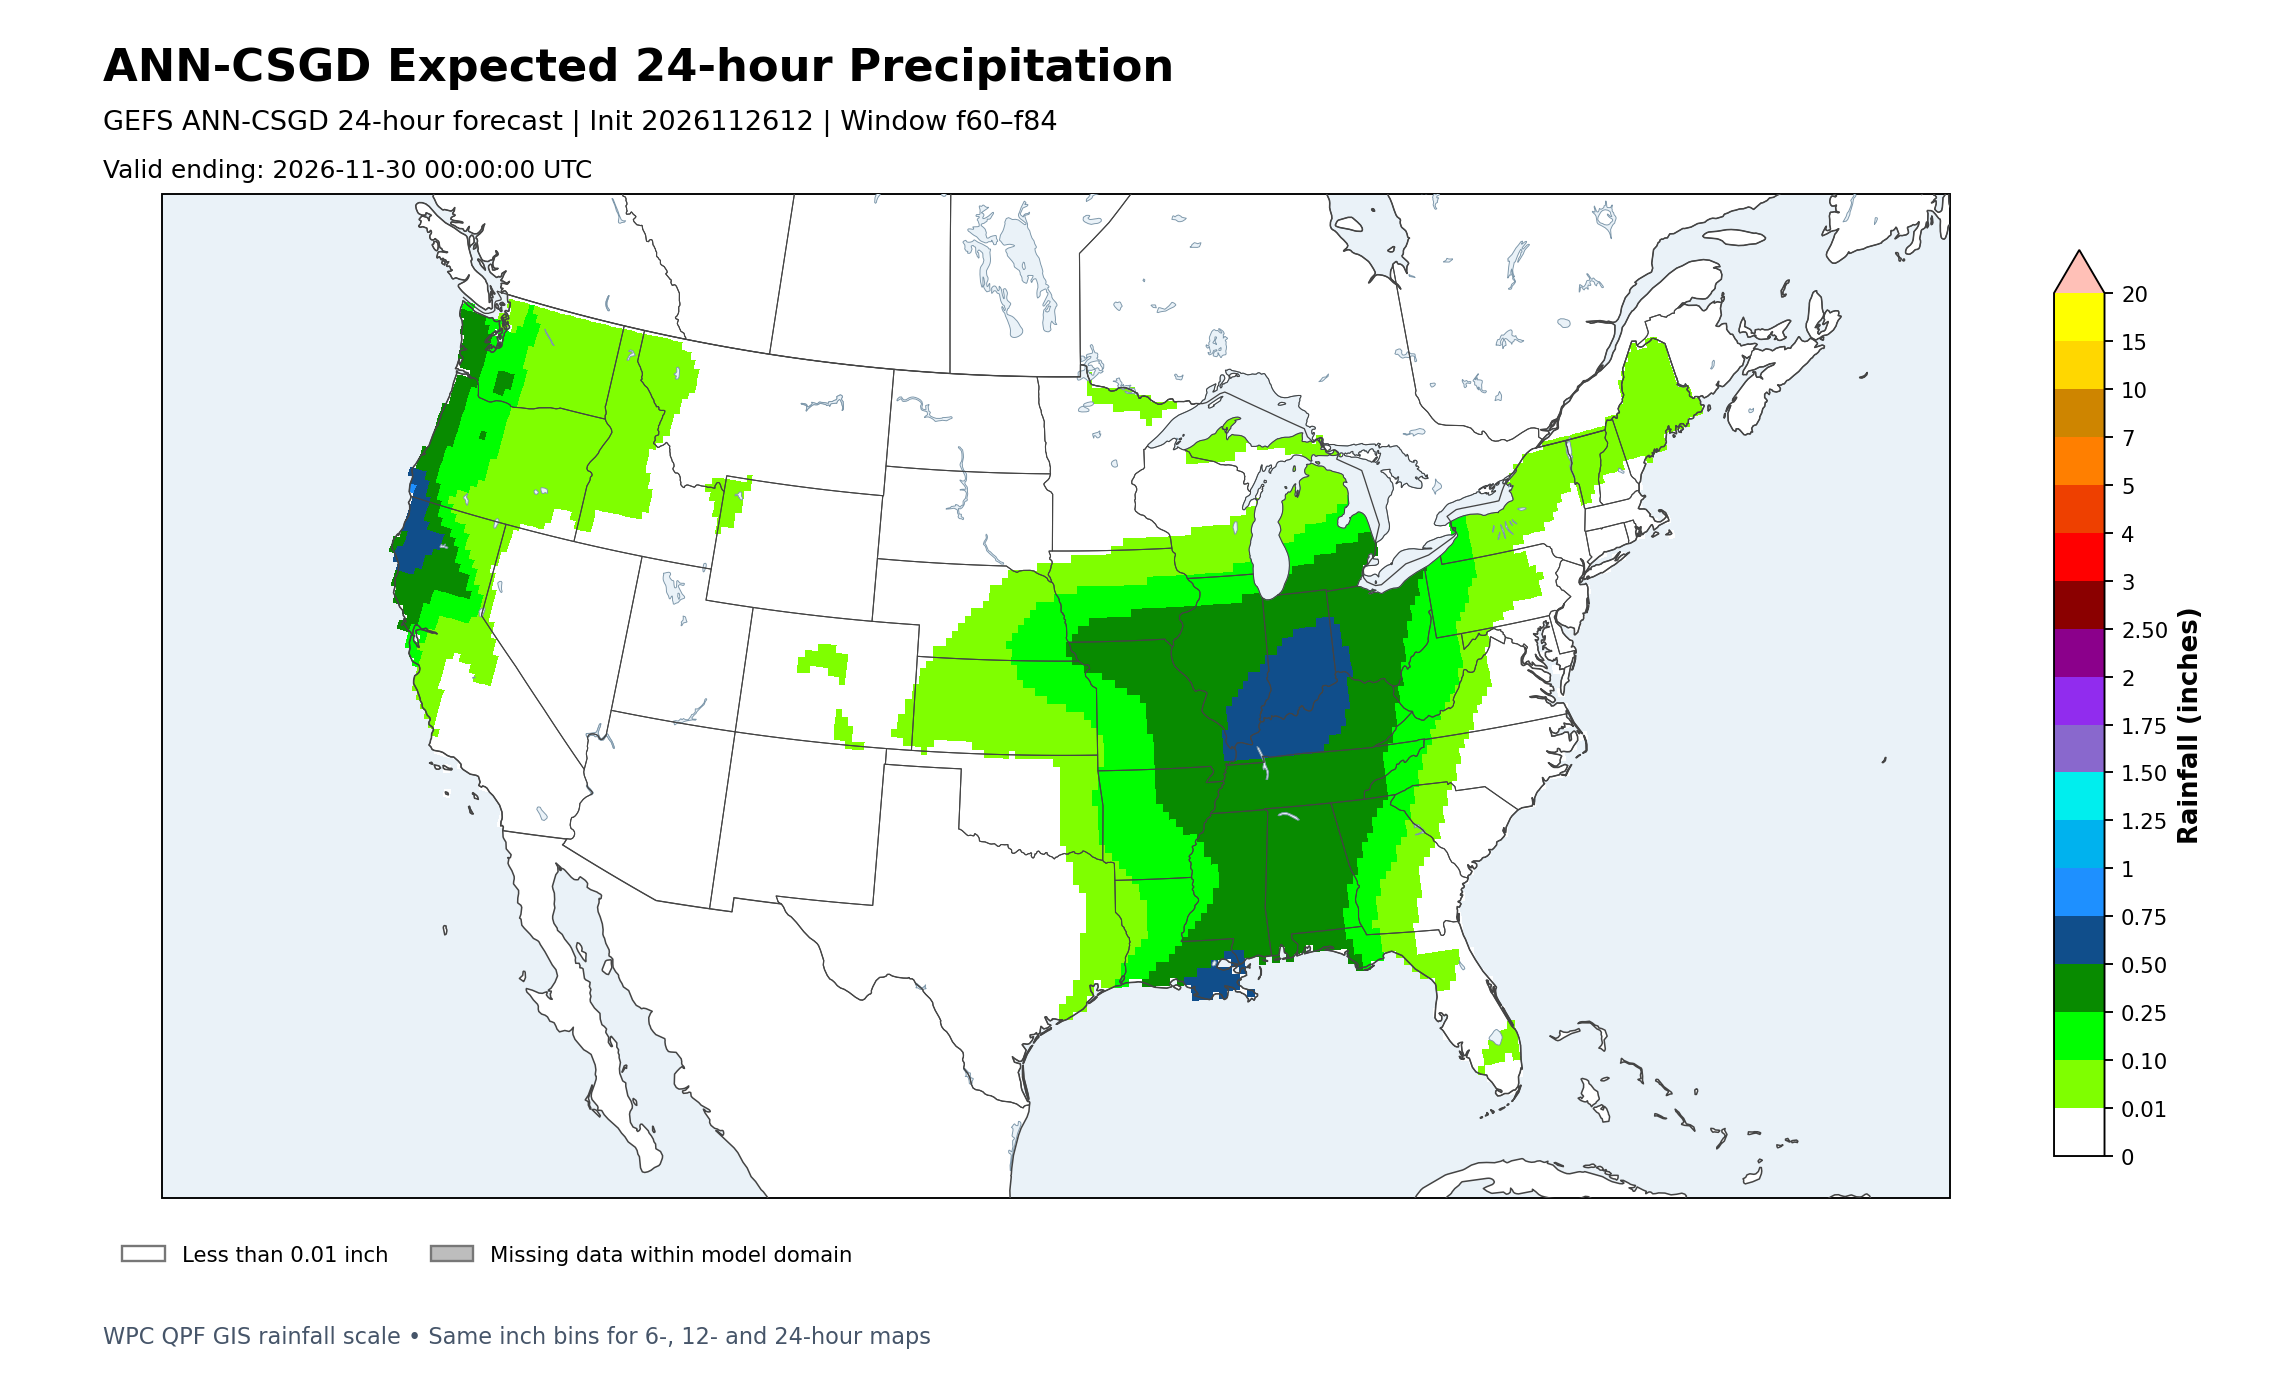 ANN-CSGD Expected 24-hour Precipitation
GEFS ANN-CSGD 24-hour forecast | Init 2026112612 | Window f60–f84
Valid ending: 2026-11-30 00:00:00 UTC
20
15
10
7
5
4
3
2.50
2
1.75
1.50
1.25
1
0.75
0.50
0.25
0.10
0.01
0
Rainfall (inches)
Less than 0.01 inch
Missing data within model domain
WPC QPF GIS rainfall scale • Same inch bins for 6-, 12- and 24-hour maps